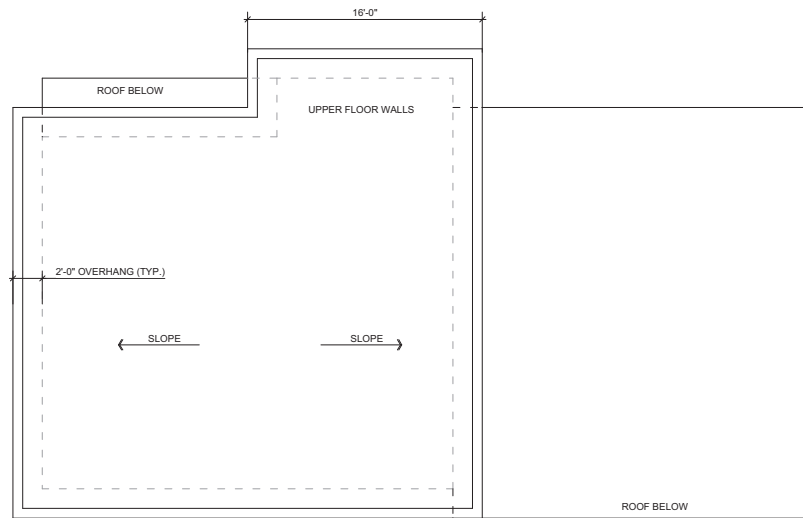 16'-0"
ROOF BELOW
UPPER FLOOR WALLS
2'-0" OVERHANG (TYP.)
SLOPE
SLOPE
ROOF BELOW